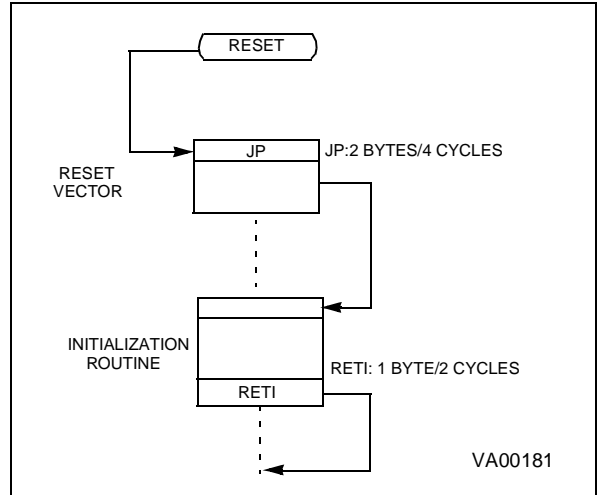 RESET
JP
JP:2 BYTES/4 CYCLES
RESET
VECTOR
INITIALIZATION
ROUTINE
RETI: 1 BYTE/2 CYCLES
RETI
VA00181